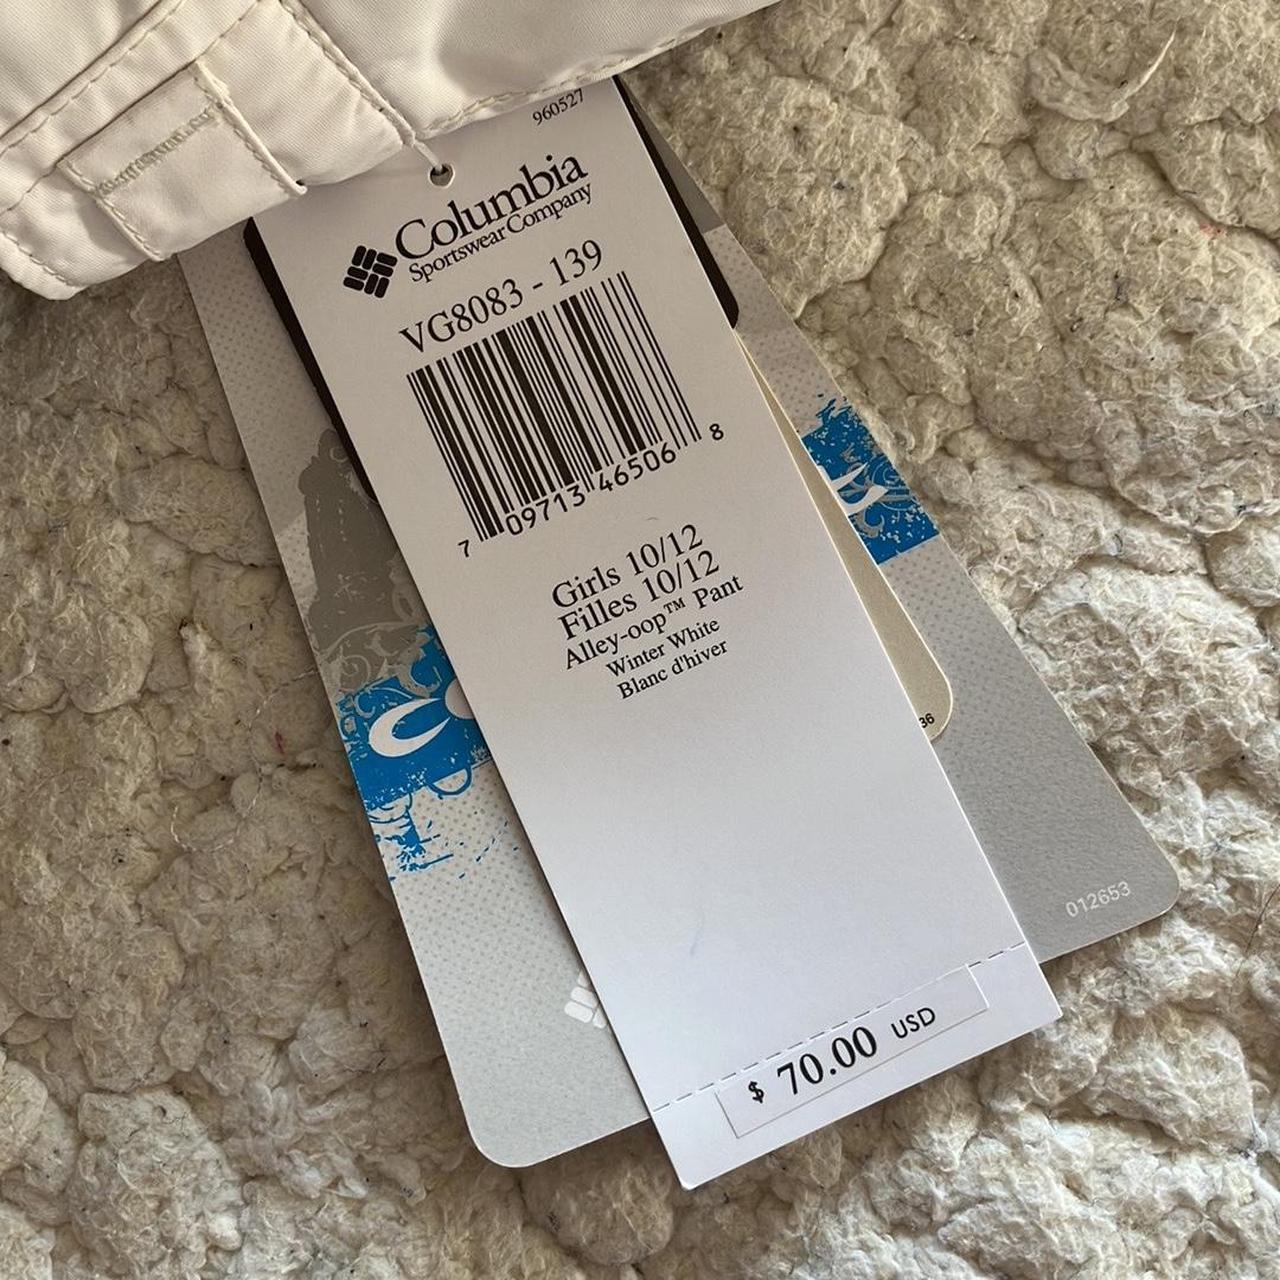 960527
Columbia
Sportswear Company
VG8083 - 139
7 09713 46506 8
Girls 10/12
Filles 10/12
Alley-oop™ Pant
Winter White
Blanc d'hiver
36
012653
$ 70.00 USD